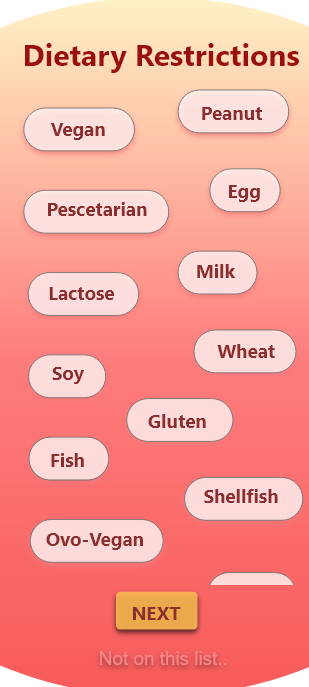 Dietary Restrictions
Peanut
Vegan
Egg
Pescetarian
Milk
Lactose
Wheat
Soy
Gluten
Fish
Shellfish
Ovo-Vegan
NEXT
Not on this list..